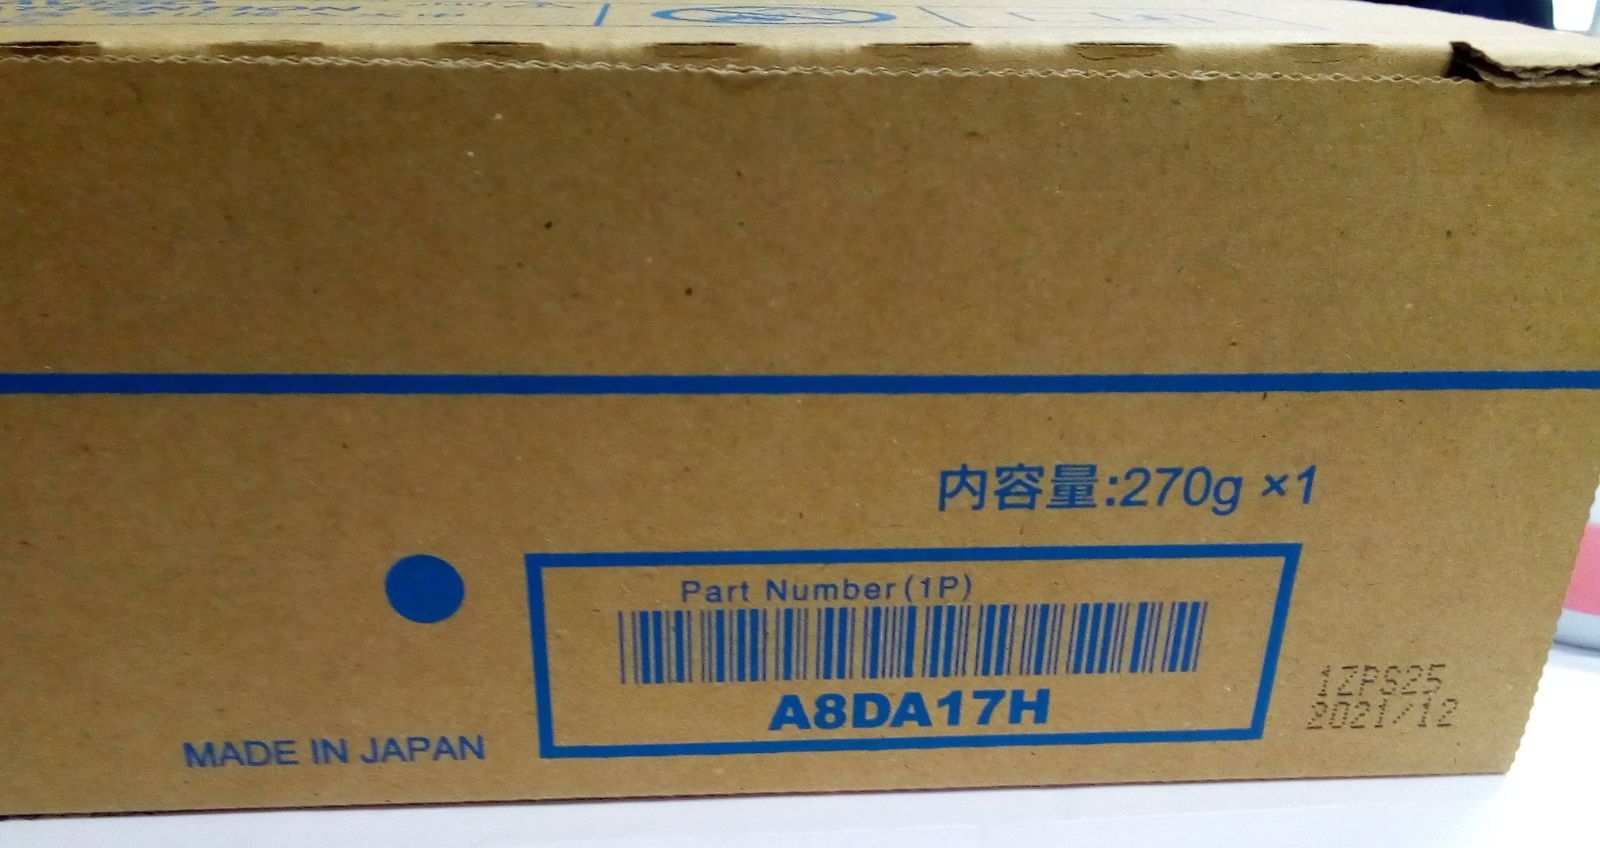 内容量:270g ×1
Part Number(1P)
A8DA17H
MADE IN JAPAN
1ZPS25
2021/12